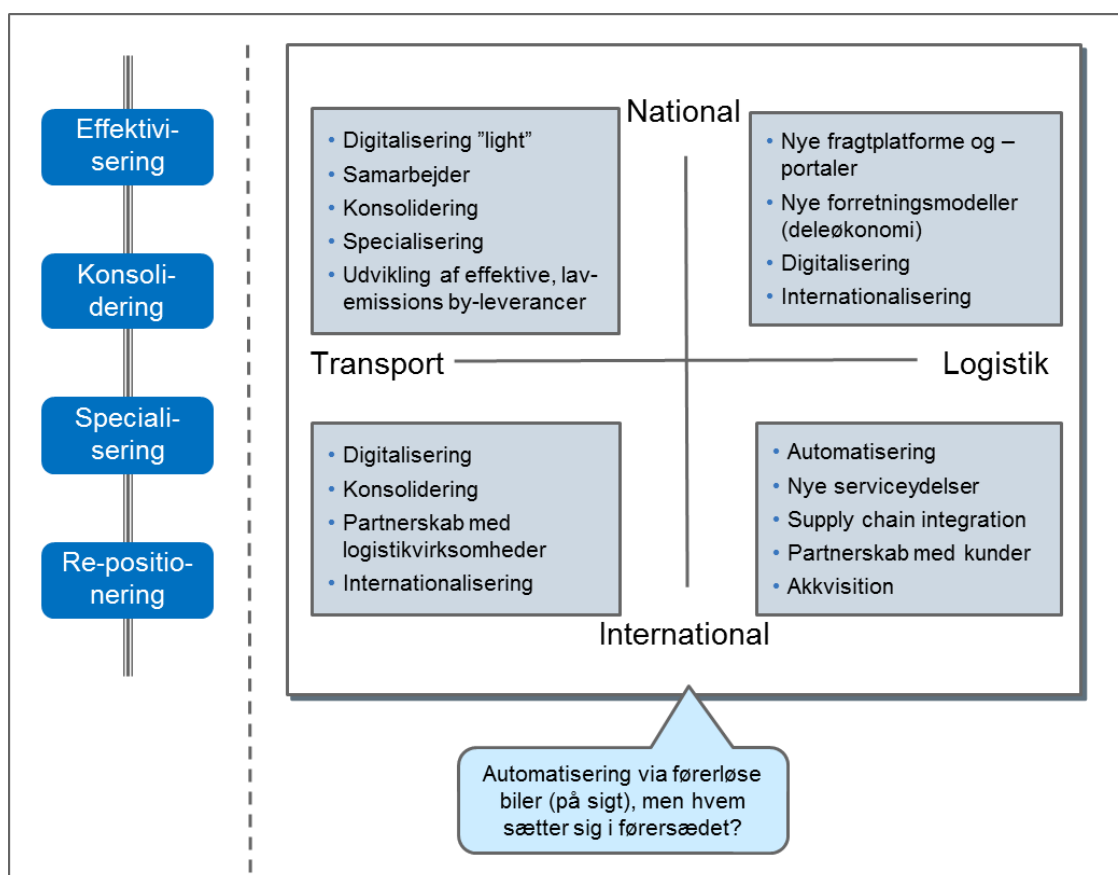 Effektivi-
sering
Konsoli-
dering
Speciali-
sering
Re-positio-
nering
National
• Digitalisering ”light”
• Samarbejder
• Konsolidering
• Specialisering
• Udvikling af effektive, lav-
emissions by-leverancer
• Nye fragtplatforme og –
portaler
• Nye forretningsmodeller
(deleøkonomi)
• Digitalisering
• Internationalisering
Transport
Logistik
• Digitalisering
• Konsolidering
• Partnerskab med
logistikvirksomheder
• Internationalisering
• Automatisering
• Nye serviceydelser
• Supply chain integration
• Partnerskab med kunder
• Akkvisition
International
Automatisering via førerløse
biler (på sigt), men hvem
sætter sig i førersædet?